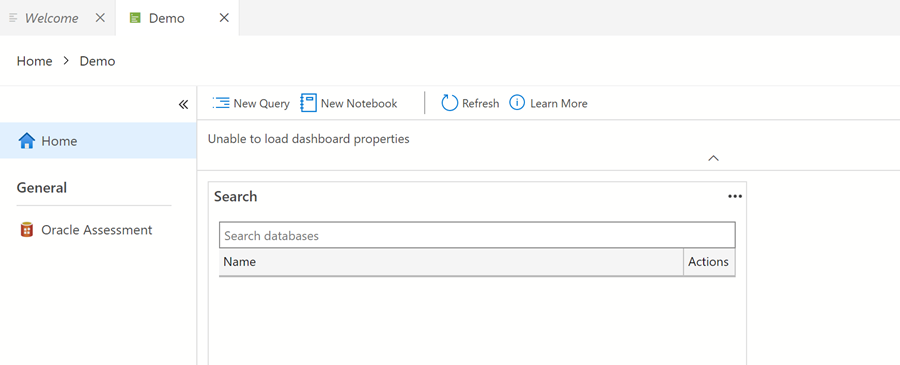 Welcome Demo
Home > Demo
New Query New Notebook Refresh Learn More
Home
Unable to load dashboard properties
General
Search
Oracle Assessment
Search databases
Name Actions